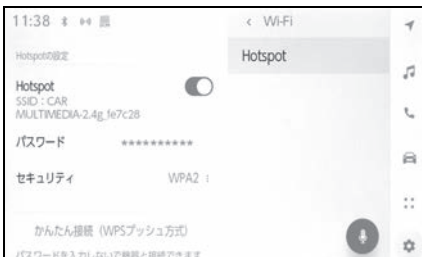 11:38
< Wi-Fi
Hotspotの設定
Hotspot
Hotspot
SSID : CAR
MULTIMEDIA-2.4g_fe7c28
パスワード **********
セキュリティ WPA2
かんたん接続（WPSプッシュ方式）
パスワードを入力しないで機器と接続できます